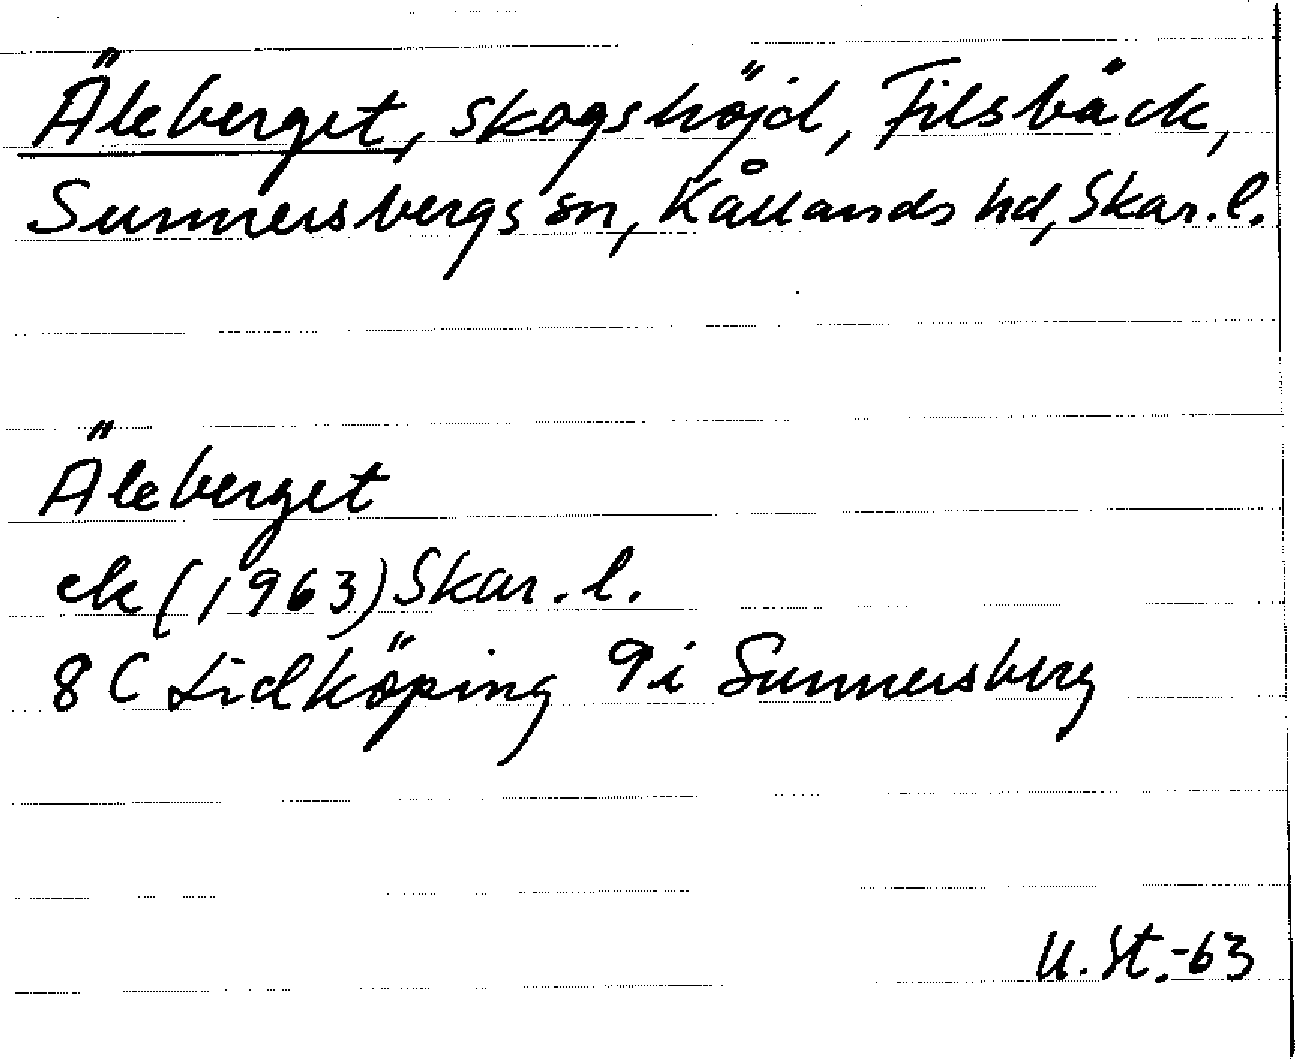 Äleberget, skogshöjd, Filsbäck,
Sunnersbergs sn, Kållands hd, Skar. l.
Äleberget
ek (1963) Skar. l.
8 C Lidköping 9 i Sunnersberg
U. St.-63